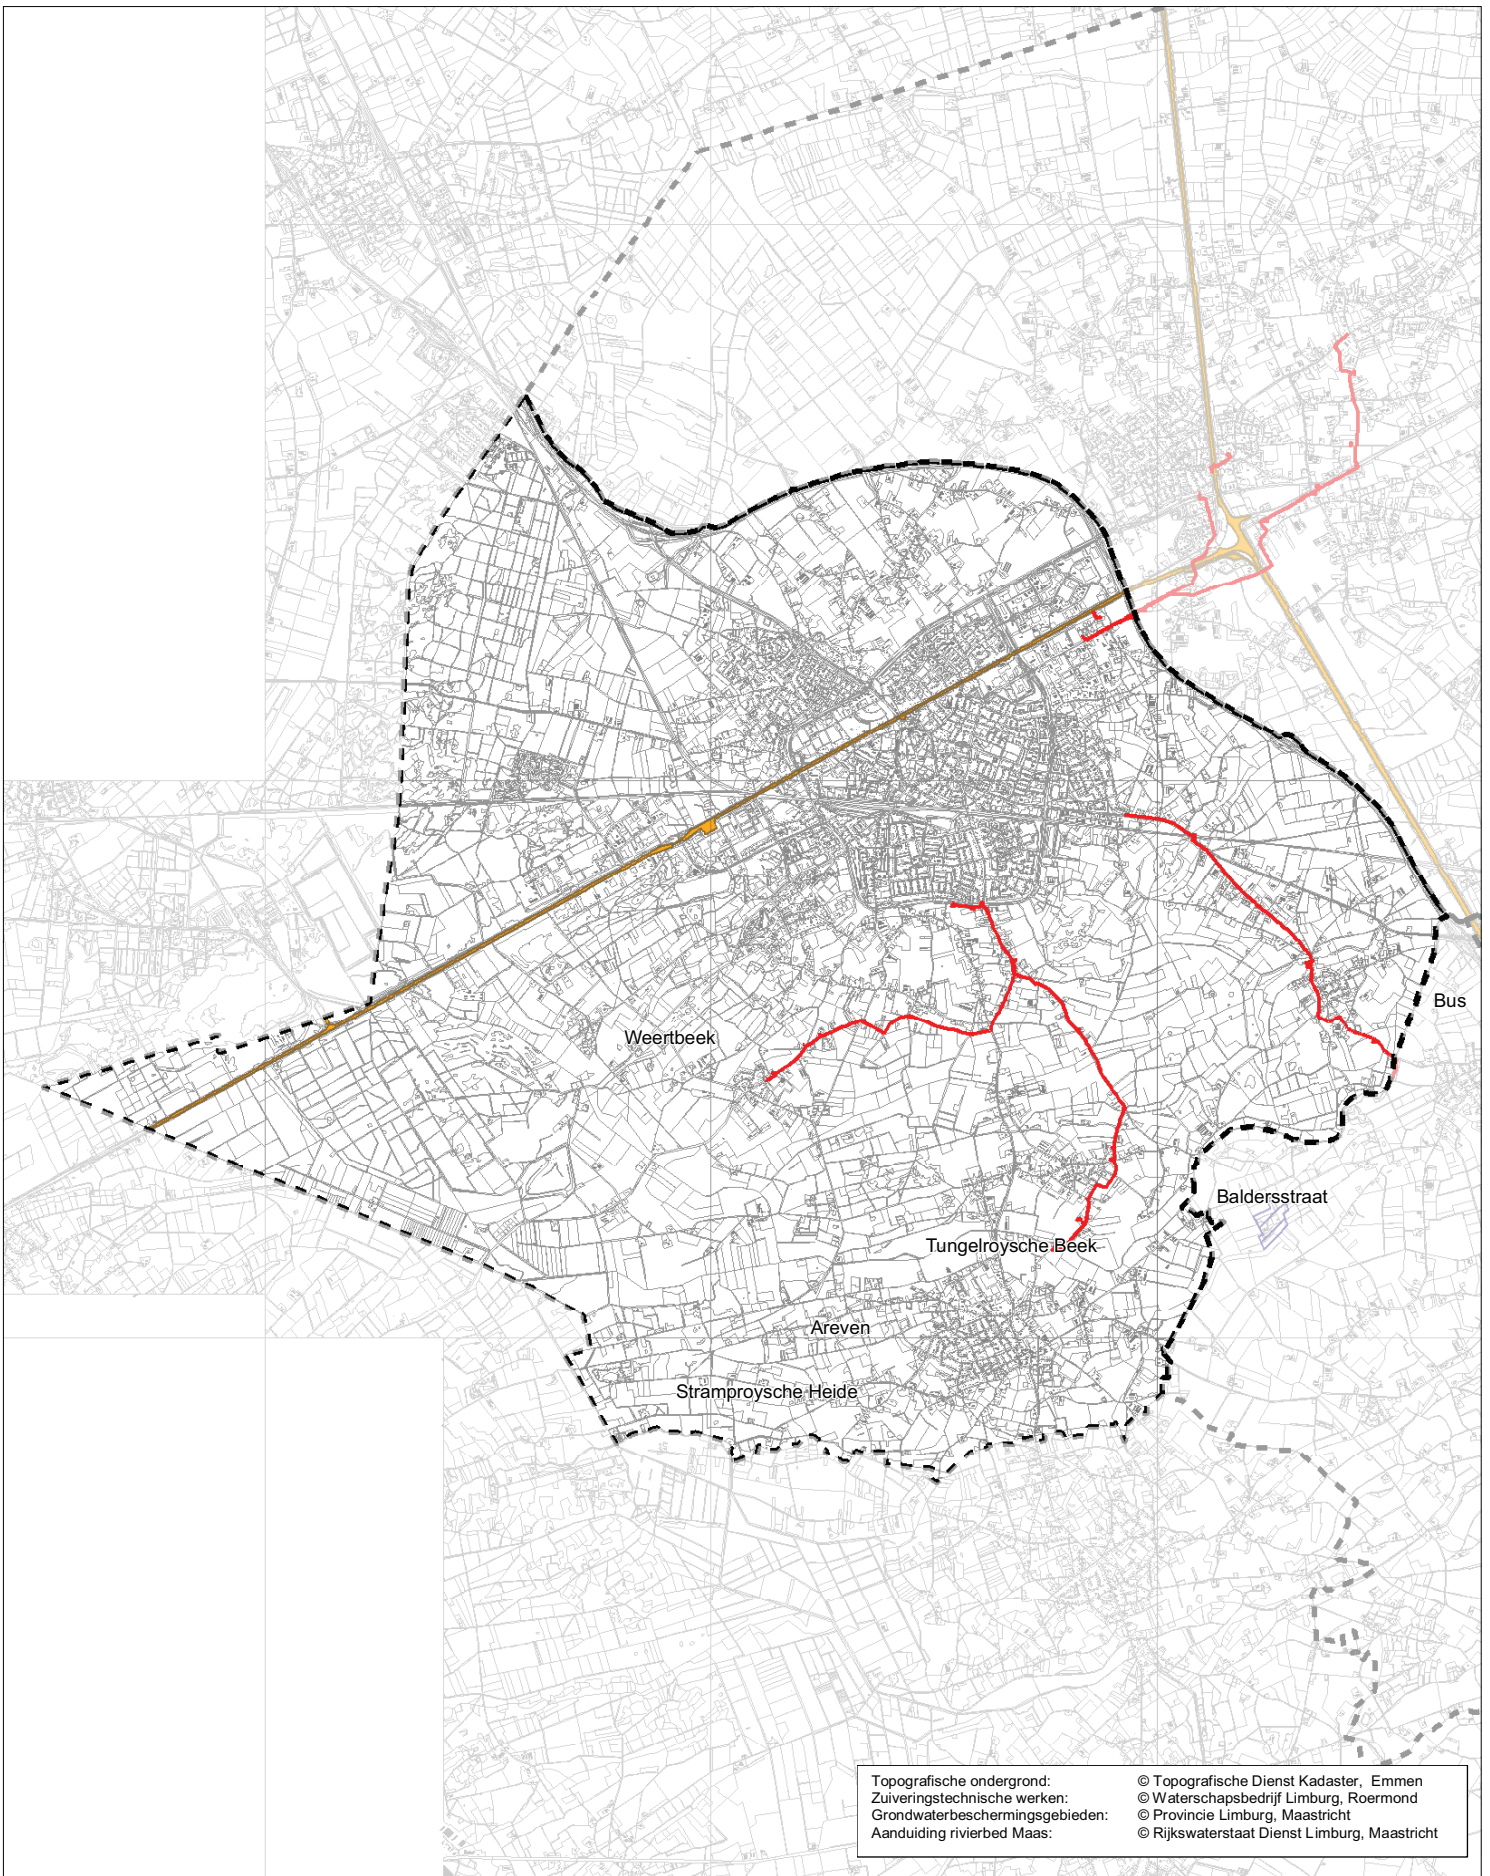 Bus
Weertbeek
Baldersstraat
Tungelroysche Beek
Areven
Stramproysche Heide
Topografische ondergrond: © Topografische Dienst Kadaster, Emmen
Zuiveringstechnische werken: © Waterschapsbedrijf Limburg, Roermond
Grondwaterbeschermingsgebieden: © Provincie Limburg, Maastricht
Aanduiding rivierbed Maas: © Rijkswaterstaat Dienst Limburg, Maastricht